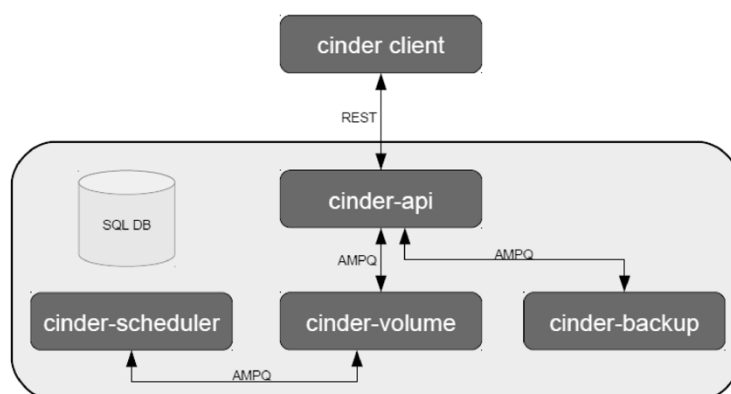 cinder client
REST
cinder-api
SQL DB
AMPQ
AMPQ
cinder-scheduler
cinder-volume
cinder-backup
AMPQ